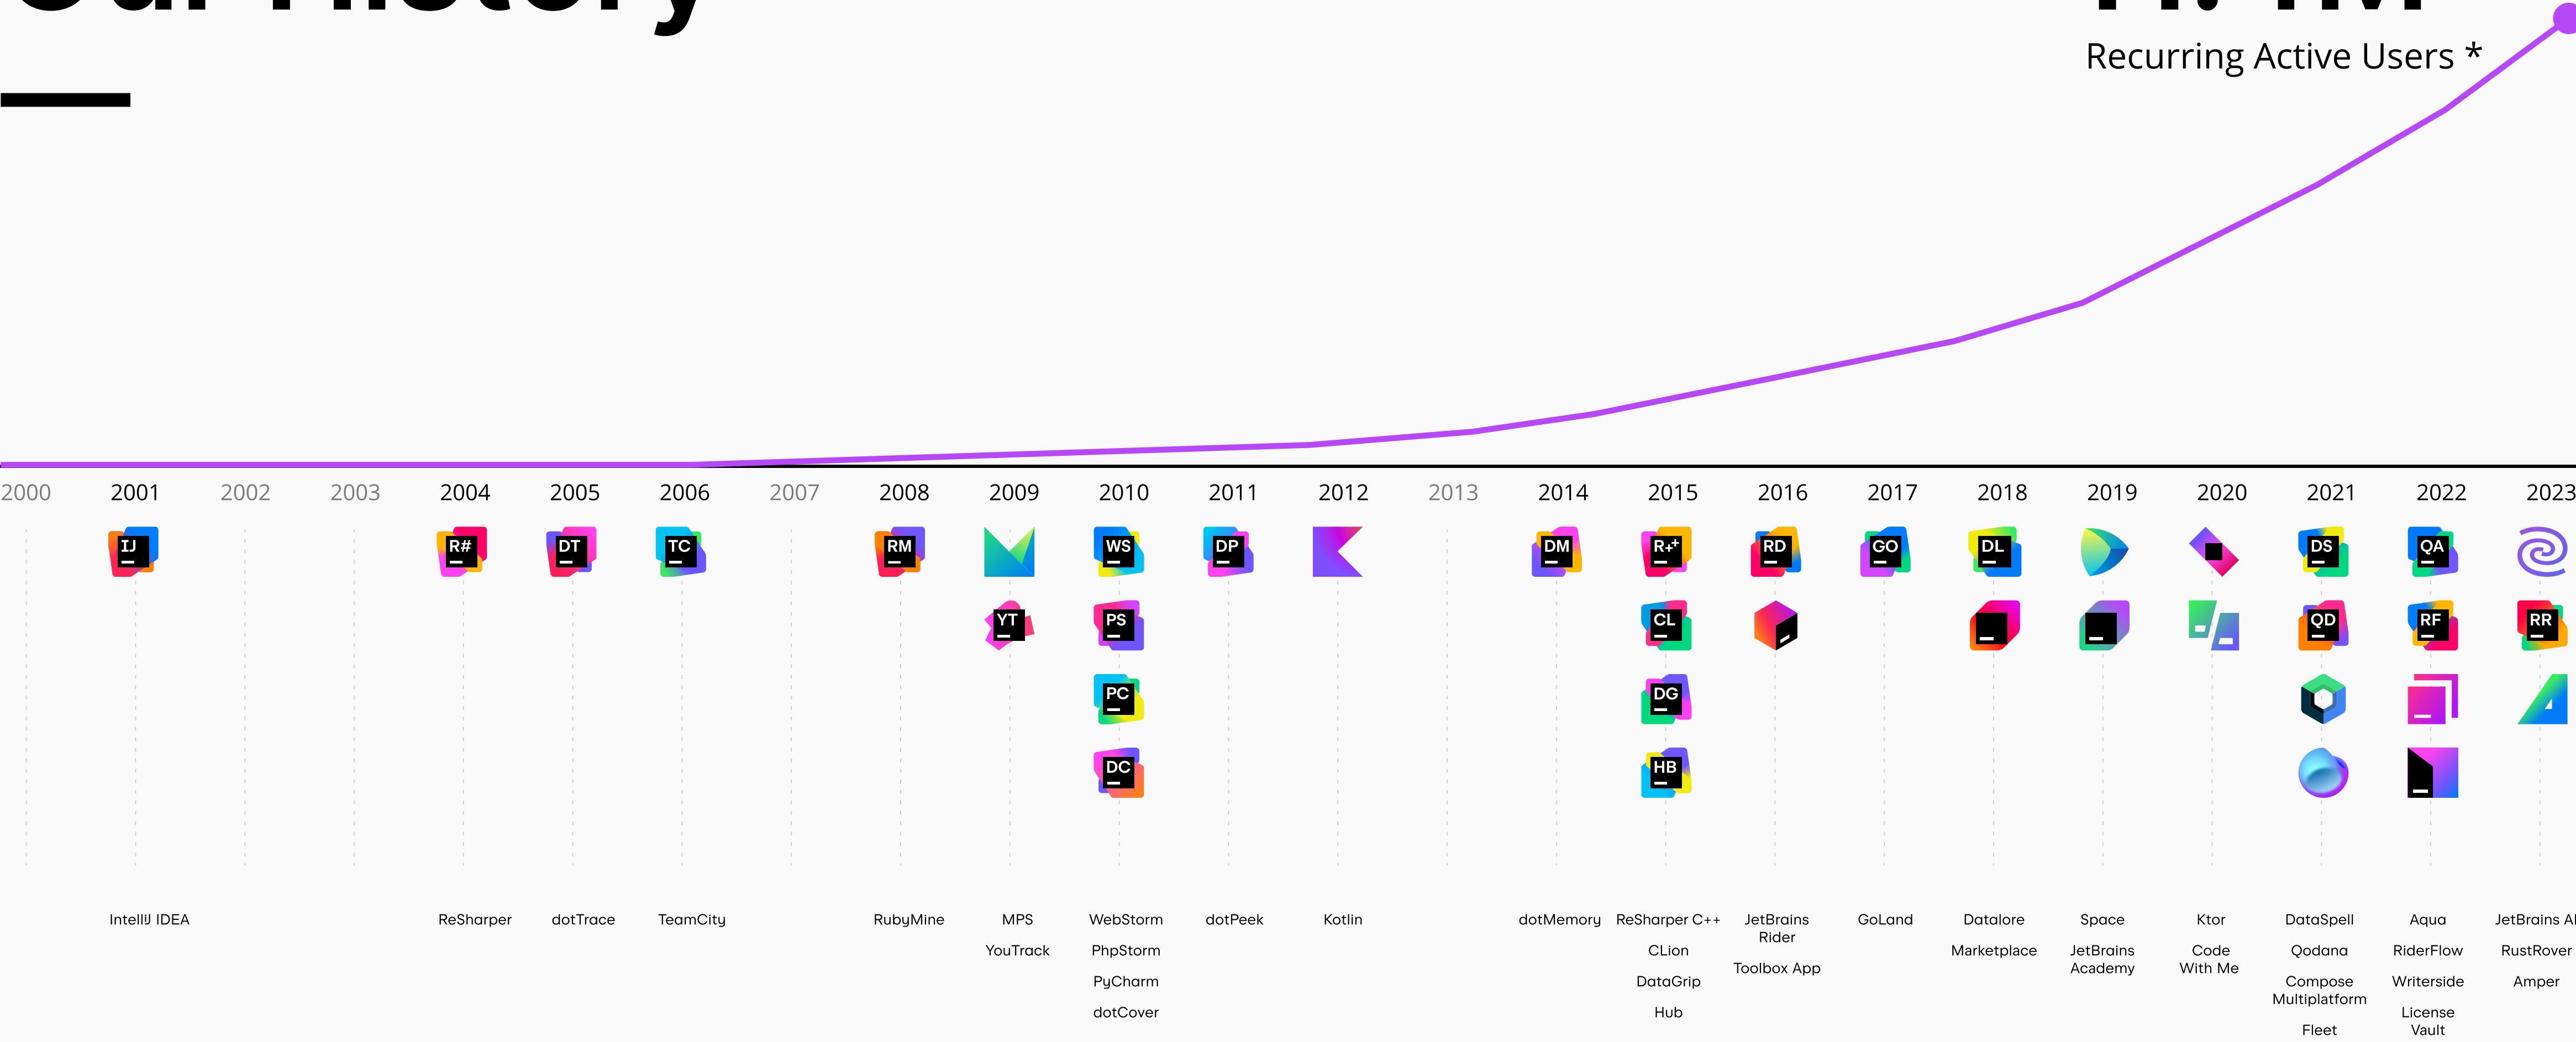 Our History
Recurring Active Users *
2000 2001 2002 2003 2004 2005 2006 2007 2008 2009 2010 2011 2012 2013 2014 2015 2016 2017 2018 2019 2020 2021 2022 2023
IJ R# DT TC RM WS DP DM R++ RD GO DL DS QA
YT PS CL QD RF RR
PC DG
DC HB
IntelliJ IDEA ReSharper dotTrace TeamCity RubyMine MPS WebStorm dotPeek Kotlin dotMemory ReSharper C++ JetBrains GoLand Datalore Space Ktor DataSpell Aqua JetBrains AI
Rider
YouTrack PhpStorm CLion Marketplace JetBrains Code Qodana RiderFlow RustRover
Toolbox App Academy With Me
PyCharm DataGrip Compose Writerside Amper
Multiplatform
dotCover Hub License
Fleet Vault